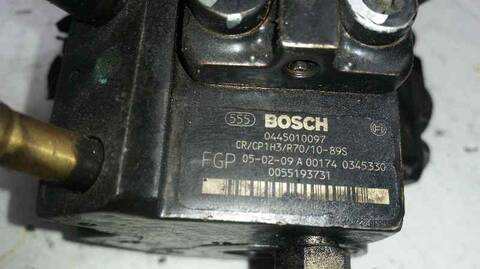 555 BOSCH
0445010097
CR/CP1H3/R70/10-89S
FGP 05-02-09 A 00174 0345330
0055193731